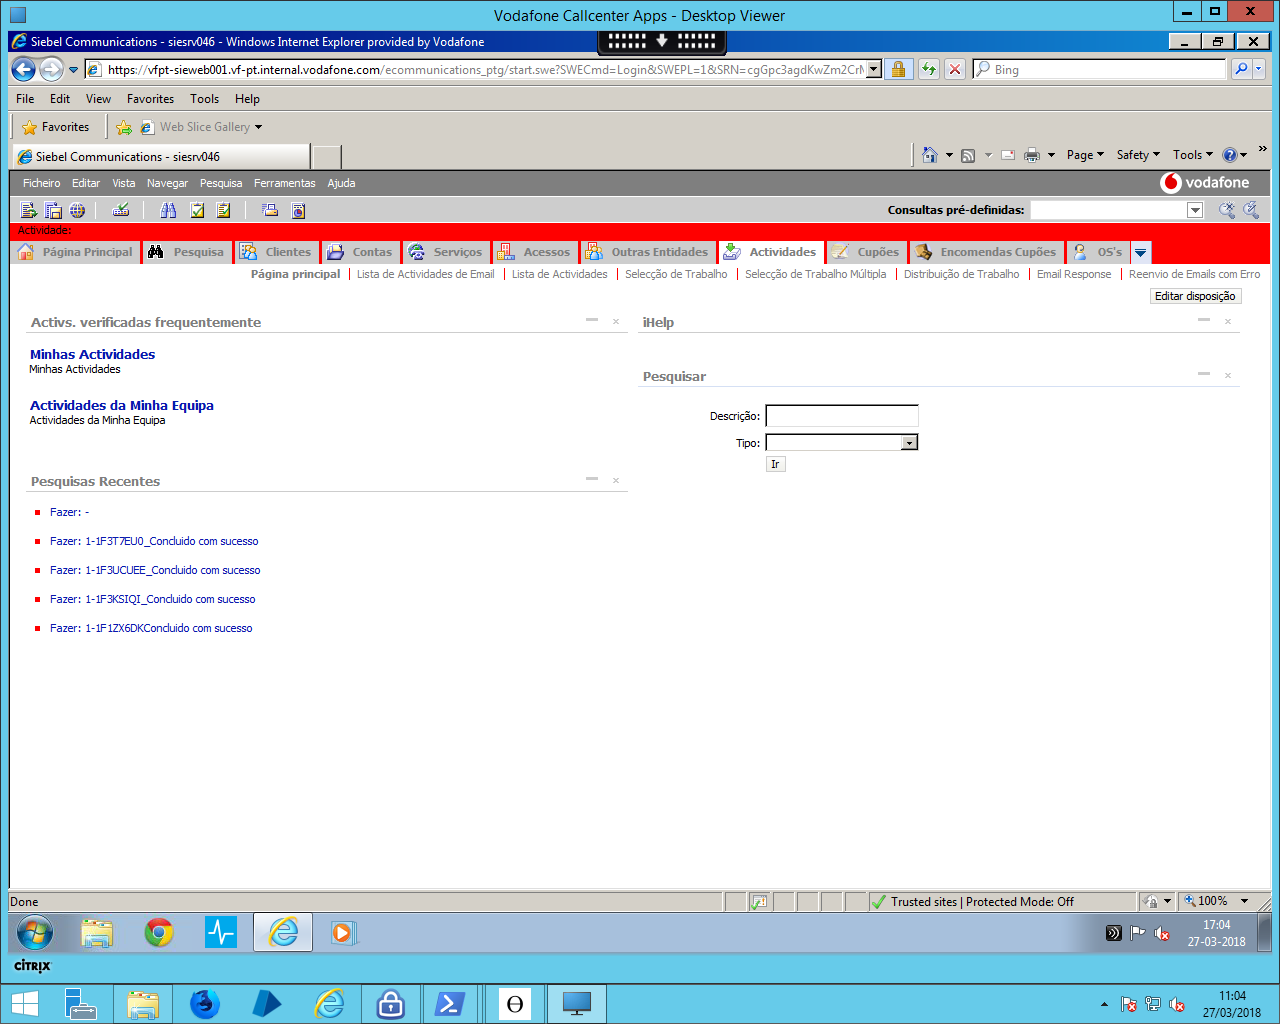 Vodafone Callcenter Apps - Desktop Viewer
Siebel Communications - siesrv046 - Windows Internet Explorer provided by Vodafone
https://vfpt-sieweb001.vf-pt.internal.vodafone.com/ecommunications_ptg/start.swe?SWECmd=Login&SWEPL=1&SRN=cgGpc3agdKwZm2CrM
Bing
File Edit View Favorites Tools Help
Favorites Web Slice Gallery
Siebel Communications - siesrv046
Page Safety Tools
Ficheiro Editar Vista Navegar Pesquisa Ferramentas Ajuda
vodafone
Consultas pré-definidas:
Actividade:
Página Principal Pesquisa Clientes Contas Serviços Acessos Outras Entidades Actividades Cupões Encomendas Cupões OS's
Página principal Lista de Actividades de Email Lista de Actividades Selecção de Trabalho Selecção de Trabalho Múltipla Distribuição de Trabalho Email Response Reenvio de Emails com Erro
Editar disposição
Activs. verificadas frequentemente
iHelp
Minhas Actividades
Minhas Actividades
Pesquisar
Actividades da Minha Equipa
Actividades da Minha Equipa
Descrição:
Tipo:
Ir
Pesquisas Recentes
Fazer: -
Fazer: 1-1F3T7EU0_Concluido com sucesso
Fazer: 1-1F3UCUEE_Concluido com sucesso
Fazer: 1-1F3KSIQI_Concluido com sucesso
Fazer: 1-1F1ZX6DKConcluido com sucesso
Done
Trusted sites | Protected Mode: Off
100%
17:04
27-03-2018
CITRIX
11:04
27/03/2018